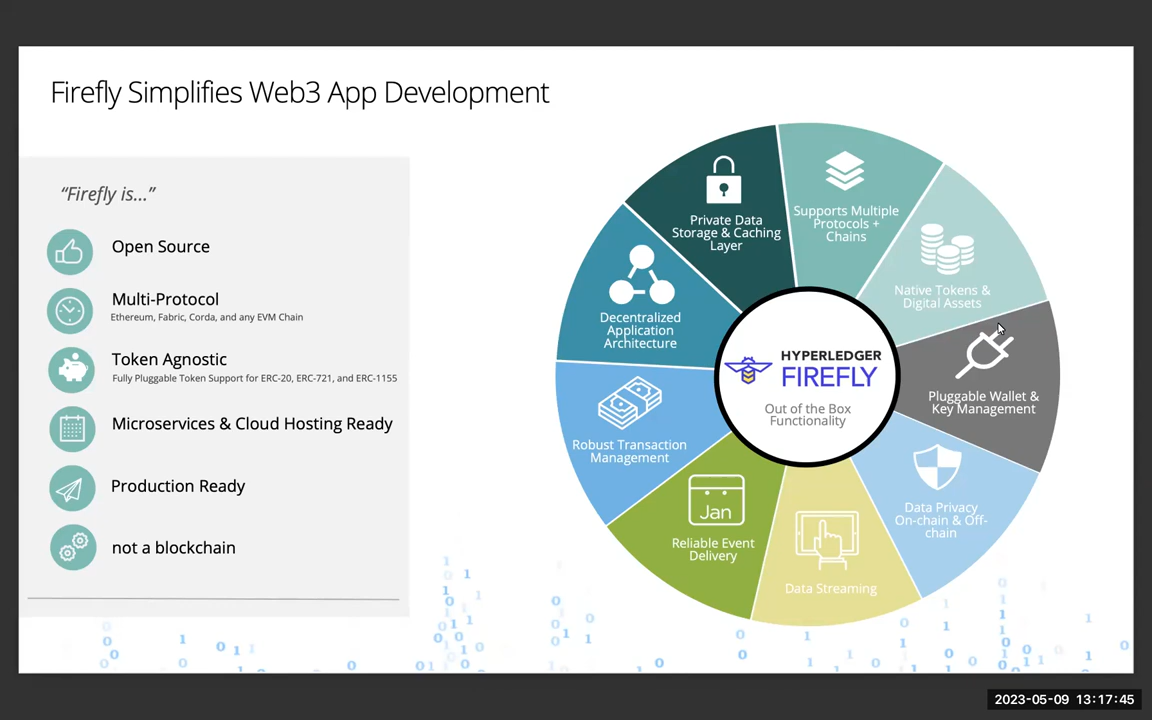 Firefly Simplifies Web3 App Development
“Firefly is...”
Open Source
Multi-Protocol
Ethereum, Fabric, Corda, and any EVM Chain
Token Agnostic
Fully Pluggable Token Support for ERC-20, ERC-721, and ERC-1155
Microservices & Cloud Hosting Ready
Production Ready
not a blockchain
Private Data
Storage & Caching
Layer
Supports Multiple
Protocols +
Chains
Native Tokens &
Digital Assets
Pluggable Wallet &
Key Management
Data Privacy
On-chain & Off-
chain
Data Streaming
Jan
Reliable Event
Delivery
Robust Transaction
Management
Decentralized
Application
Architecture
HYPERLEDGER
FIREFLY
Out of the Box
Functionality
2023-05-09 13:17:45